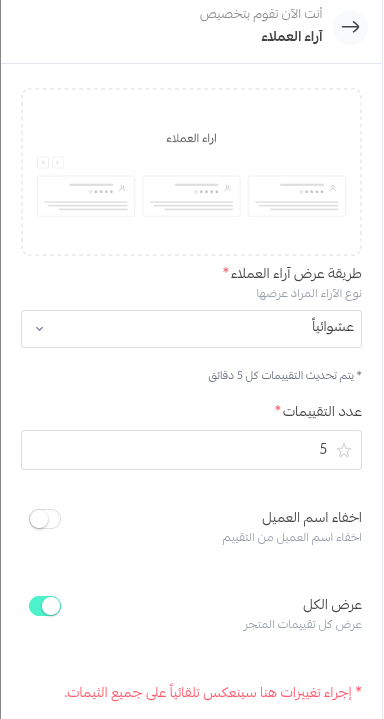 أنت الآن تقوم بتخصيص
آراء العملاء
اراء العملاء
طريقة عرض آراء العملاء *
نوع الآراء المراد عرضها
عشوائياً
* يتم تحديث التقييمات كل 5 دقائق
عدد التقييمات *
5
اخفاء اسم العميل
اخفاء اسم العميل من التقييم
عرض الكل
عرض كل تقييمات المتجر
* إجراء تغييرات هنا سينعكس تلقائياً على جميع الثيمات.